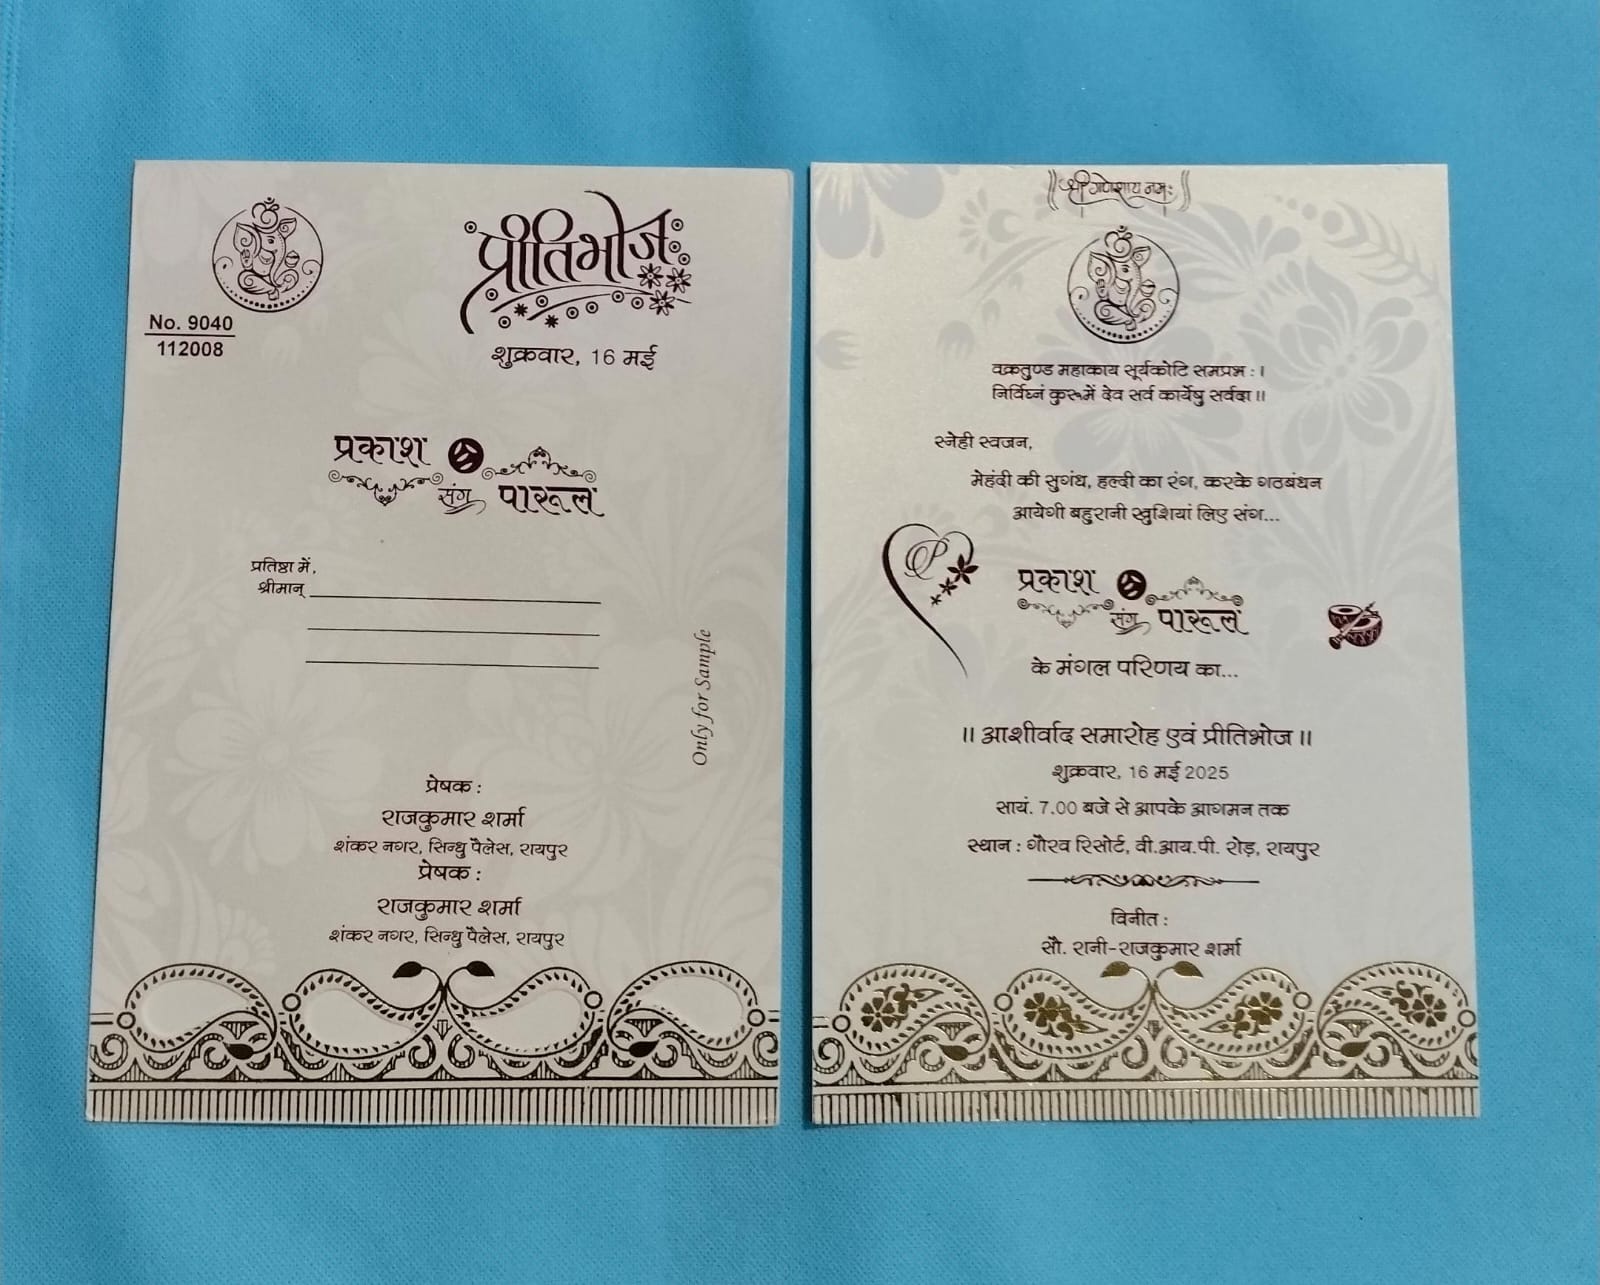 प्रीतिभोज
शुक्रवार, 16 मई
No. 9040
112008
प्रकाश
संग पारूल
प्रतिष्ठा में,
श्रीमान्
Only for Sample
प्रेषक :
राजकुमार शर्मा
शंकर नगर, सिन्धु पैलेस, रायपुर
प्रेषक :
राजकुमार शर्मा
शंकर नगर, सिन्धु पैलेस, रायपुर
॥ श्री गणेशाय नमः ॥
वक्रतुण्ड महाकाय सूर्यकोटि समप्रभ : ।
निर्विघ्नं कुरूमें देव सर्व कार्येषु सर्वदा ॥
स्नेही स्वजन,
मेहंदी की सुगंध, हल्दी का रंग, करके गठबंधन
आयेगी बहुरानी खुशियां लिए संग...
P
प्रकाश
संग पारूल
के मंगल परिणय का...
॥ आशीर्वाद समारोह एवं प्रीतिभोज ॥
शुक्रवार, 16 मई 2025
सायं. 7.00 बजे से आपके आगमन तक
स्थान : गौरव रिसोर्ट, वी.आय.पी. रोड़, रायपुर
विनीत :
सौ. रानी-राजकुमार शर्मा